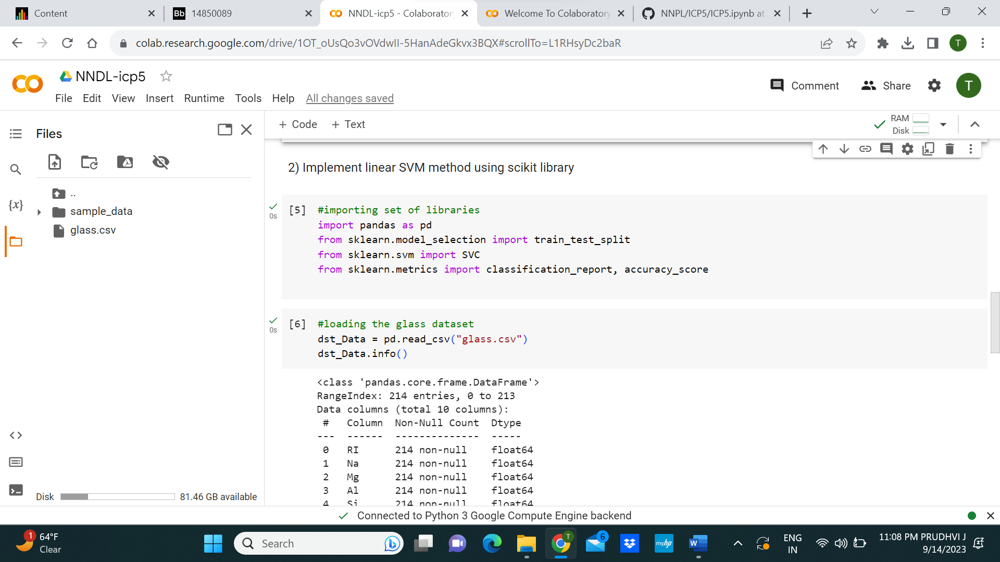 Content
Bb 14850089
NNDL-icp5 - Colaboratory
Welcome To Colaboratory
NNPL/ICP5/ICP5.ipynb at
colab.research.google.com/drive/1OT_oUsQo3vOVdwII-5HanAdeGkvx3BQX#scrollTo=L1RHsyDc2baR
T
NNDL-icp5
File Edit View Insert Runtime Tools Help All changes saved
Comment Share T
Files
+ Code + Text
RAM
Disk
..
sample_data
glass.csv
{x}
Disk 81.46 GB available
2) Implement linear SVM method using scikit library
[5] #importing set of libraries
0s
import pandas as pd
from sklearn.model_selection import train_test_split
from sklearn.svm import SVC
from sklearn.metrics import classification_report, accuracy_score
[6] #loading the glass dataset
0s
dst_Data = pd.read_csv("glass.csv")
dst_Data.info()
<class 'pandas.core.frame.DataFrame'>
RangeIndex: 214 entries, 0 to 213
Data columns (total 10 columns):
# Column Non-Null Count Dtype
--- ------ -------------- -----
0 RI 214 non-null float64
1 Na 214 non-null float64
2 Mg 214 non-null float64
3 Al 214 non-null float64
4 Si 214 non-null float64
Connected to Python 3 Google Compute Engine backend
1
64°F
Clear
Search
T
6
myhp
W
ENG
IN
11:08 PM PRUDHVI J
9/14/2023